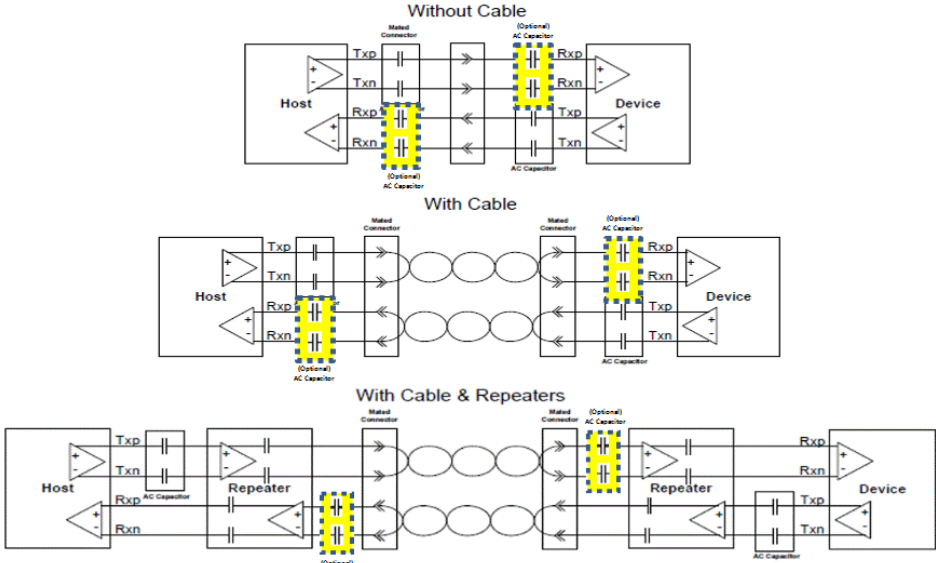 Without Cable
Mated
Connector
(Optional)
AC Capacitor
Txp
Rxp
Txn
Rxn
Host
Device
Rxp
Txp
Rxn
Txn
(Optional)
AC Capacitor
AC Capacitor
With Cable
Mated
Connector
Mated
Connector
(Optional)
AC Capacitor
Txp
Rxp
Txn
Rxn
Host
Device
Rxp
Txp
Rxn
Txn
(Optional)
AC Capacitor
AC Capacitor
With Cable & Repeaters
Mated
Connector
Mated
Connector
(Optional)
AC Capacitor
Txp
Rxp
Txn
Rxn
Host
AC Capacitor
Repeater
Repeater
Device
Rxp
Txp
Rxn
Txn
AC Capacitor
(Optional)